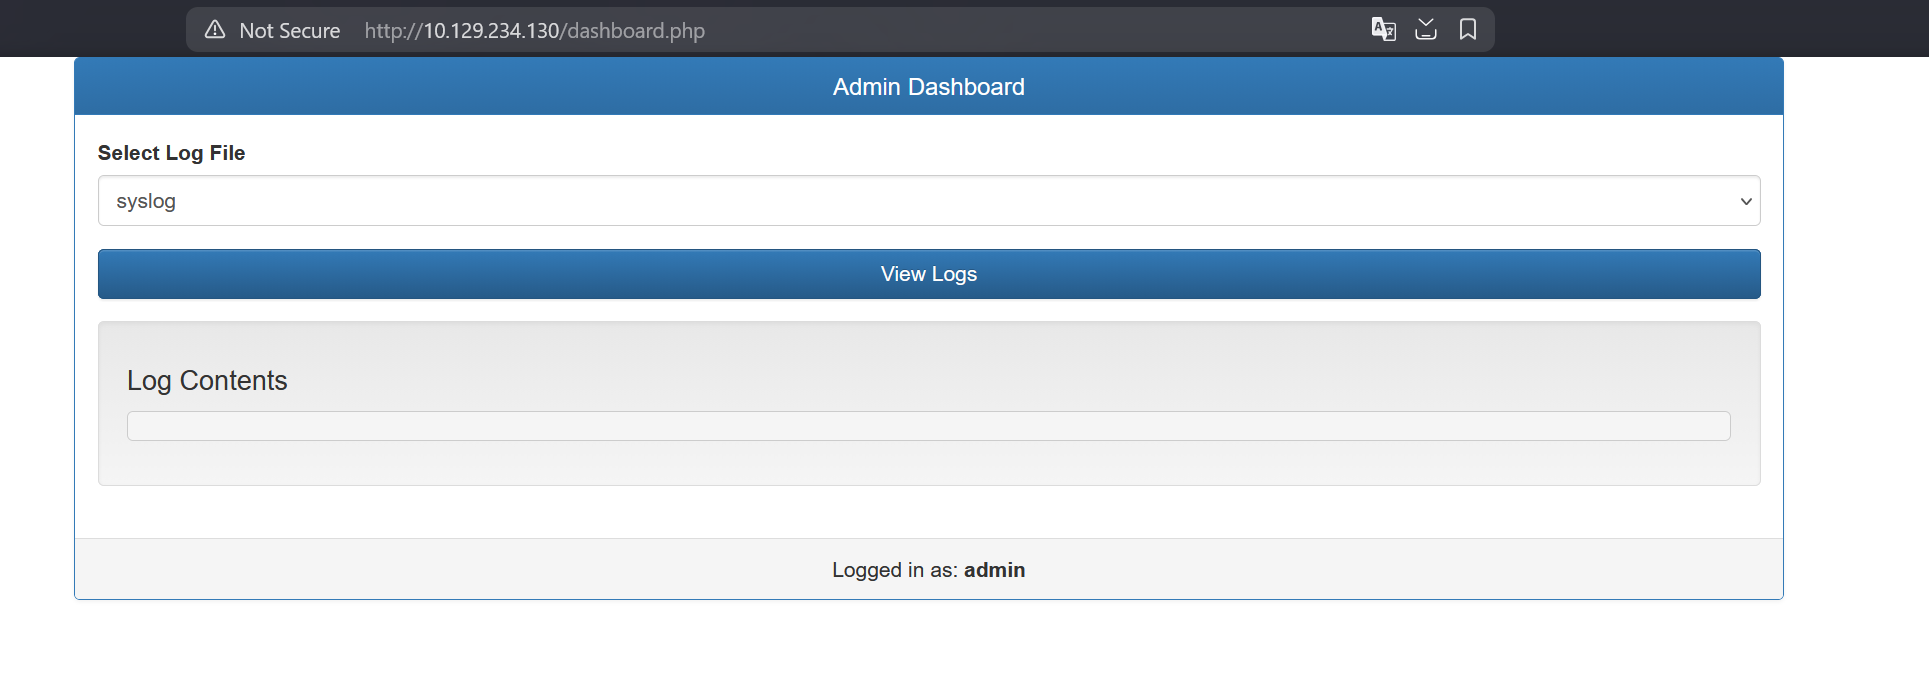 Not Secure http://10.129.234.130/dashboard.php
Admin Dashboard
Select Log File
syslog
View Logs
Log Contents
Logged in as: admin